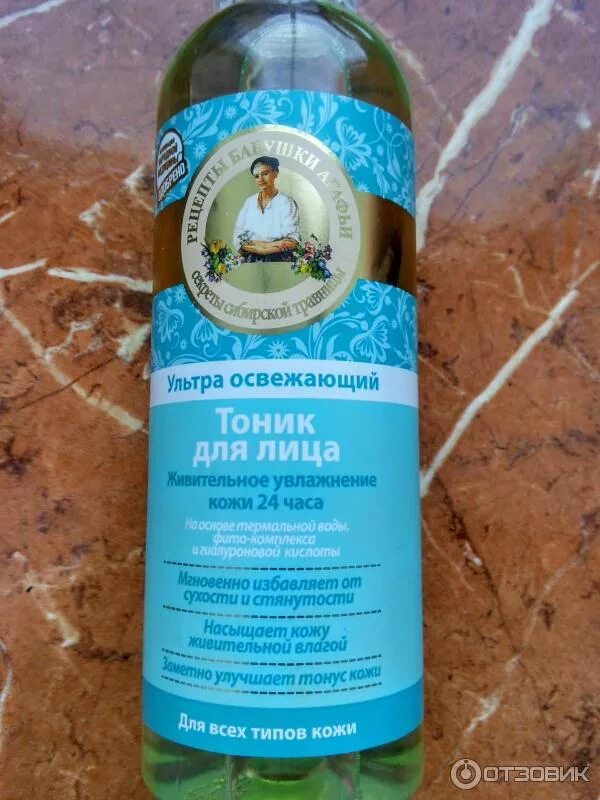 РЕЦЕПТЫ БАБУШКИ АГАФЬИ
секреты сибирской травницы
Ультра освежающий
Тоник
для лица
Живительное увлажнение
кожи 24 часа
На основе термальной воды,
фито-комплекса
и гиалуроновой кислоты
Мгновенно избавляет от
сухости и стянутости
Насыщает кожу
живительной влагой
Заметно улучшает тонус кожи
Для всех типов кожи
ОТЗОВИК